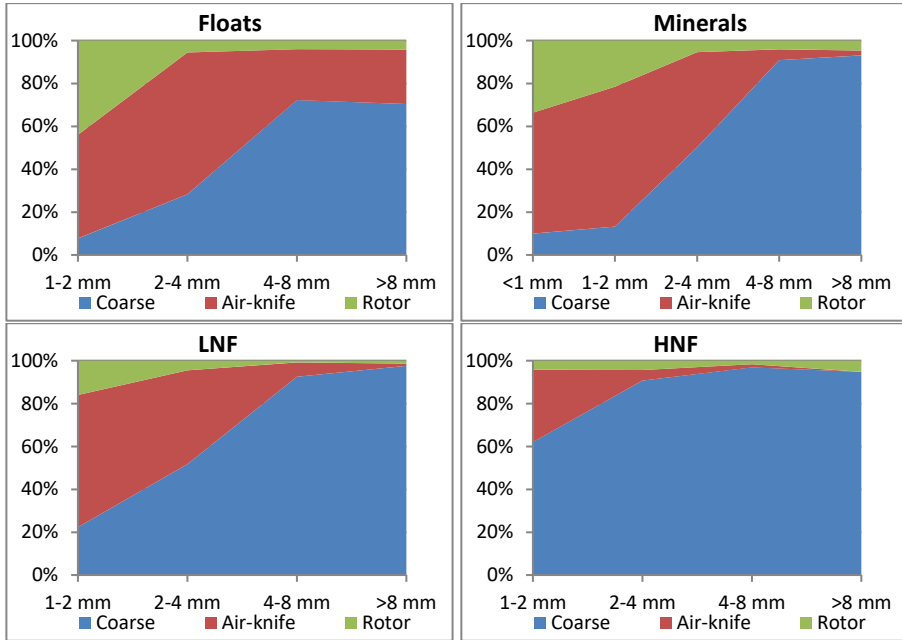 Floats
100%
80%
60%
40%
20%
0%
1-2 mm 2-4 mm 4-8 mm >8 mm
Coarse Air-knife Rotor
Minerals
100%
80%
60%
40%
20%
0%
<1 mm 1-2 mm 2-4 mm 4-8 mm >8 mm
Coarse Air-knife Rotor
LNF
100%
80%
60%
40%
20%
0%
1-2 mm 2-4 mm 4-8 mm >8 mm
Coarse Air-knife Rotor
HNF
100%
80%
60%
40%
20%
0%
1-2 mm 2-4 mm 4-8 mm >8 mm
Coarse Air-knife Rotor